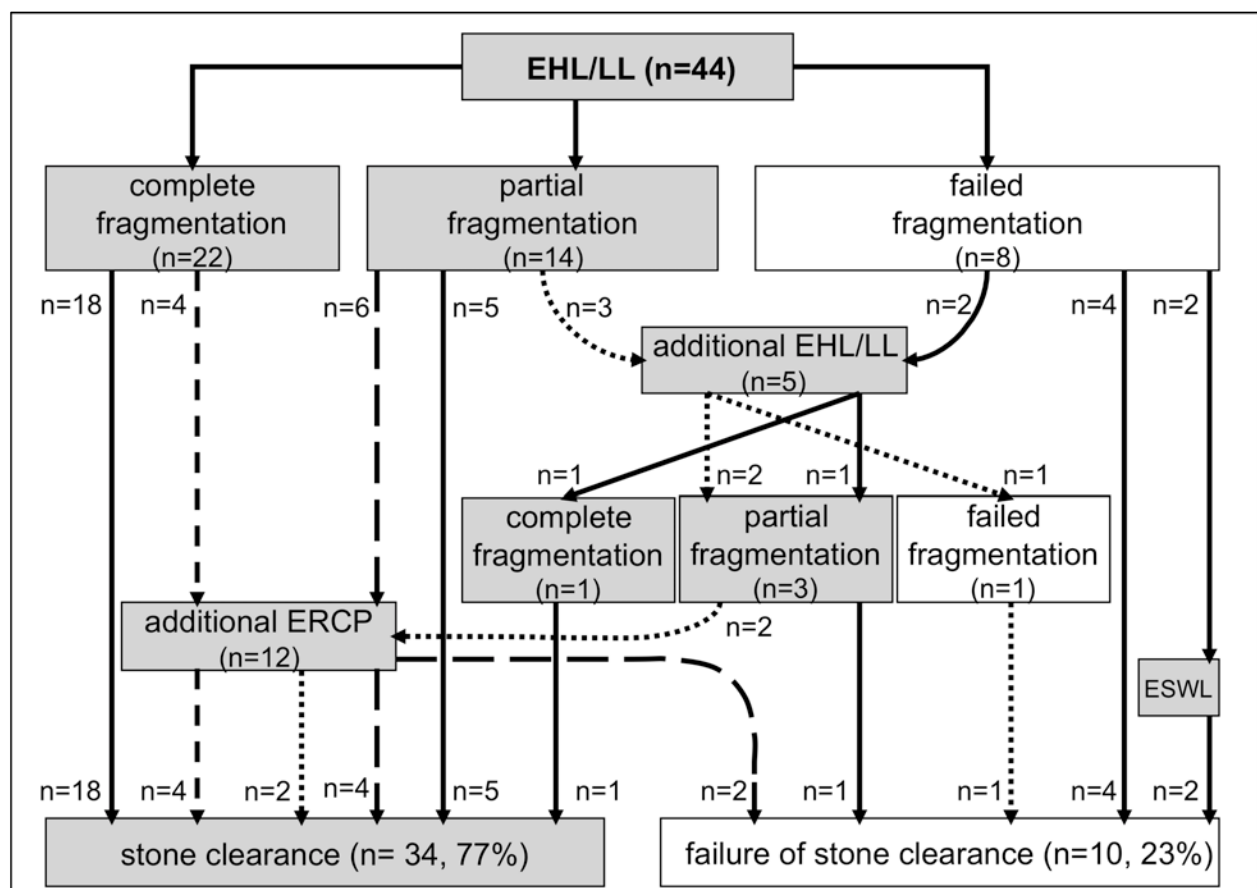 EHL/LL (n=44)
complete
fragmentation
(n=22)
partial
fragmentation
(n=14)
failed
fragmentation
(n=8)
n=18
n=4
n=6
n=5
n=3
n=2
n=4
n=2
additional EHL/LL
(n=5)
n=1
n=2
n=1
n=1
complete
fragmentation
(n=1)
partial
fragmentation
(n=3)
failed
fragmentation
(n=1)
additional ERCP
(n=12)
n=2
ESWL
n=18
n=4
n=2
n=4
n=5
n=1
n=2
n=1
n=1
n=4
n=2
stone clearance (n= 34, 77%)
failure of stone clearance (n=10, 23%)